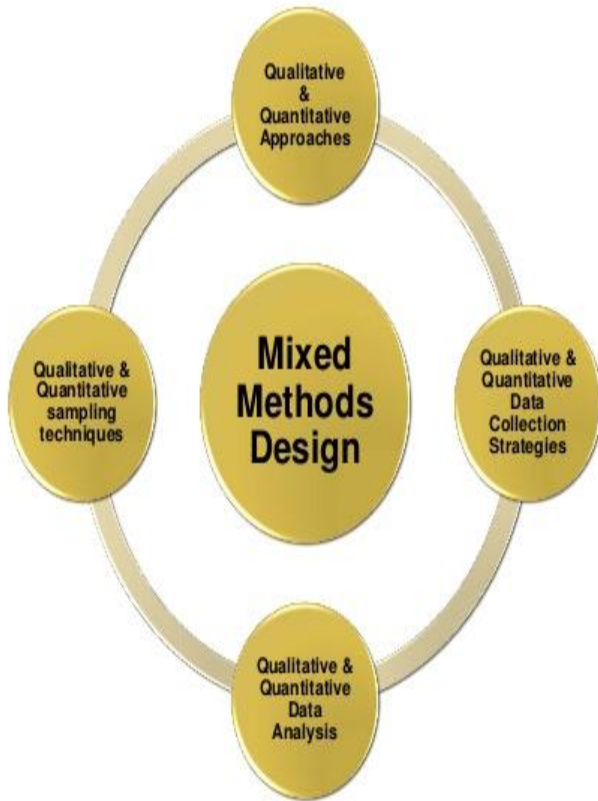 Qualitative
&
Quantitative
Approaches
Mixed
Methods
Design
Qualitative &
Quantitative
sampling
techniques
Qualitative &
Quantitative
Data
Collection
Strategies
Qualitative &
Quantitative
Data
Analysis